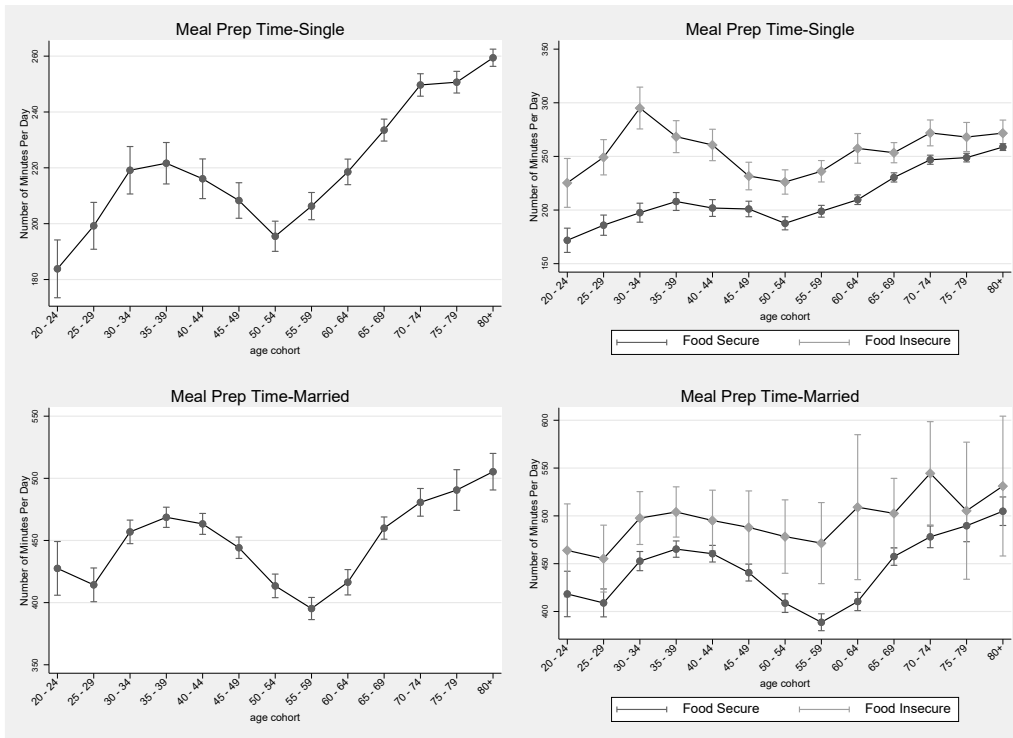 Meal Prep Time-Single
Number of Minutes Per Day
260
240
220
200
180
20 - 24
25 - 29
30 - 34
35 - 39
40 - 44
45 - 49
50 - 54
55 - 59
60 - 64
65 - 69
70 - 74
75 - 79
80+
age cohort
Meal Prep Time-Single
Number of Minutes Per Day
350
300
250
200
150
20 - 24
25 - 29
30 - 34
35 - 39
40 - 44
45 - 49
50 - 54
55 - 59
60 - 64
65 - 69
70 - 74
75 - 79
80+
age cohort
Food Secure
Food Insecure
Meal Prep Time-Married
Number of Minutes Per Day
550
500
450
400
350
20 - 24
25 - 29
30 - 34
35 - 39
40 - 44
45 - 49
50 - 54
55 - 59
60 - 64
65 - 69
70 - 74
75 - 79
80+
age cohort
Meal Prep Time-Married
Number of Minutes Per Day
600
550
500
450
400
20 - 24
25 - 29
30 - 34
35 - 39
40 - 44
45 - 49
50 - 54
55 - 59
60 - 64
65 - 69
70 - 74
75 - 79
80+
age cohort
Food Secure
Food Insecure